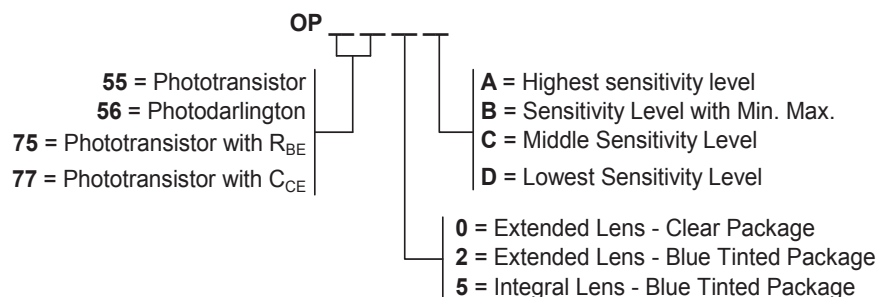 OP
55 = Phototransistor
56 = Photodarlington
75 = Phototransistor with RBE
77 = Phototransistor with CCE
A = Highest sensitivity level
B = Sensitivity Level with Min. Max.
C = Middle Sensitivity Level
D = Lowest Sensitivity Level
0 = Extended Lens - Clear Package
2 = Extended Lens - Blue Tinted Package
5 = Integral Lens - Blue Tinted Package